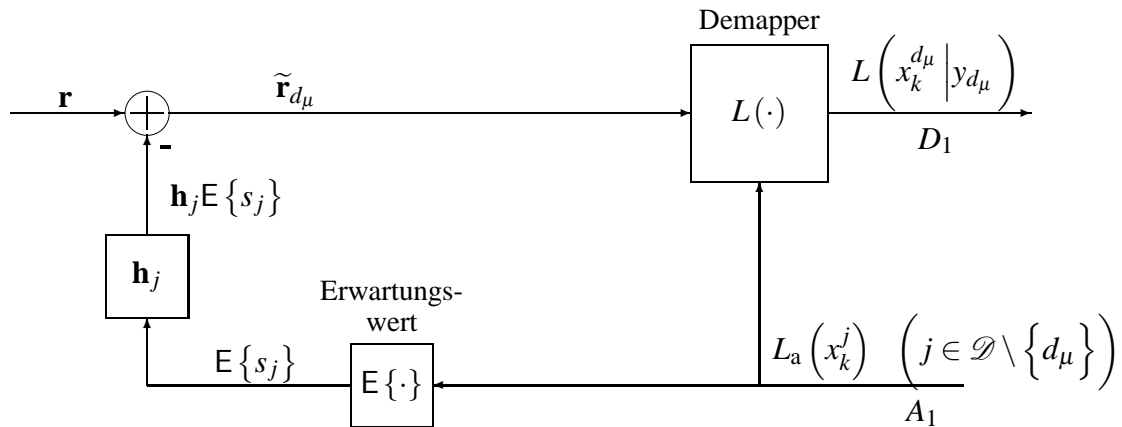 Demapper
r
r̃_{d_μ}
L(·)
L(x_k^{d_μ} | y_{d_μ})
D_1
-
h_j E{s_j}
h_j
Erwartungs-
wert
E{s_j}
E{·}
L_a(x_k^j) (j ∈ 𝒟 \ {d_μ})
A_1